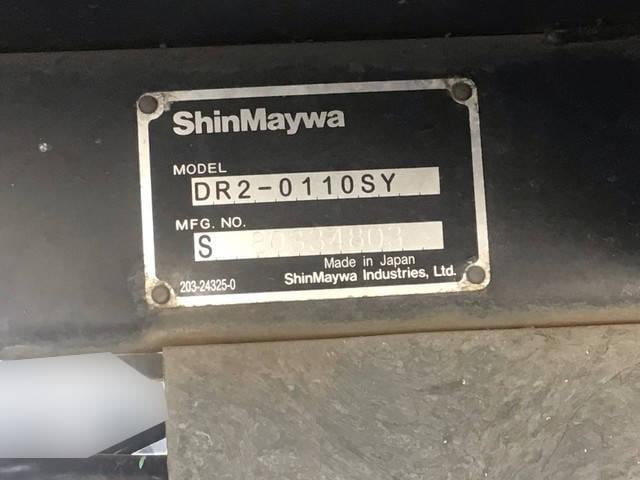 ShinMaywa
MODEL
DR2-0110SY
MFG. NO.
S
Made in Japan
203-24325-0
ShinMaywa Industries, Ltd.